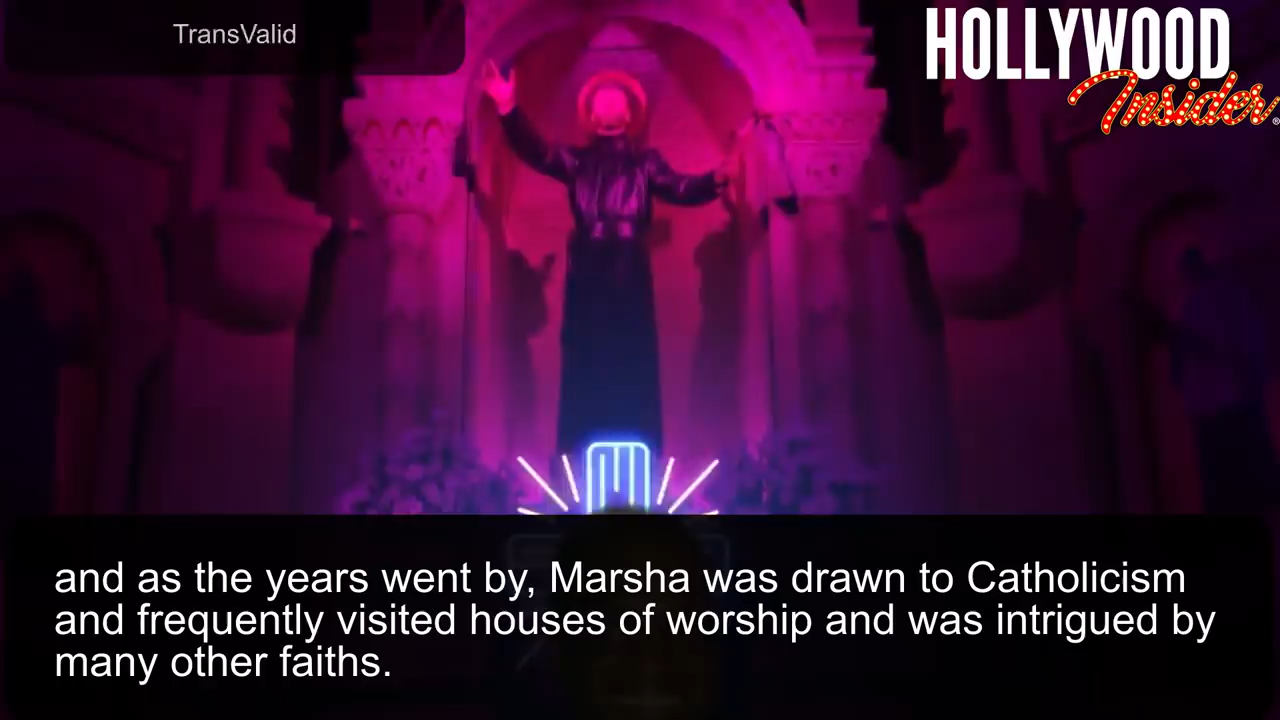 TransValid
HOLLYWOOD
Insider®
and as the years went by, Marsha was drawn to Catholicism
and frequently visited houses of worship and was intrigued by
many other faiths.